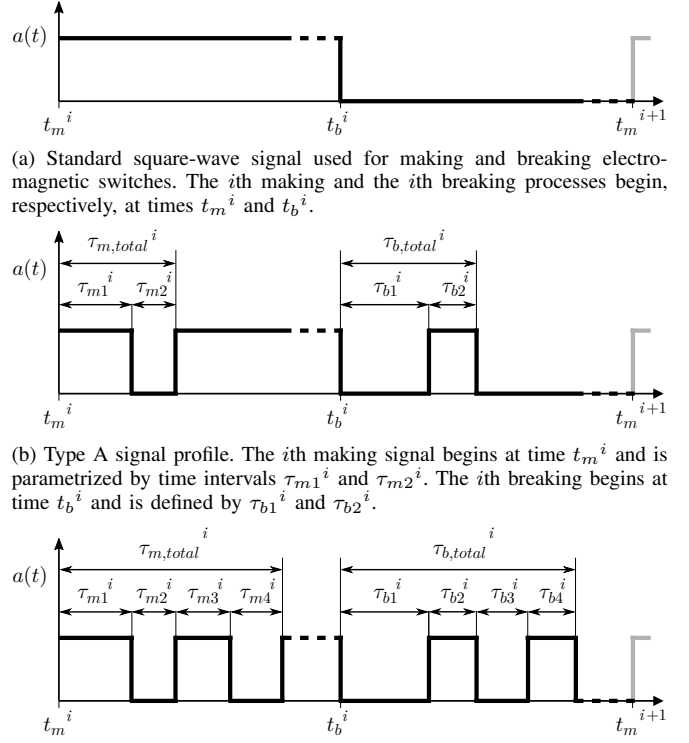 a(t)
t_m^i t_b^i t_m^{i+1}
(a) Standard square-wave signal used for making and breaking electro-
magnetic switches. The ith making and the ith breaking processes begin,
respectively, at times t_m^i and t_b^i.
τ_{m,total}^i τ_{b,total}^i
a(t)
τ_{m1}^i τ_{m2}^i τ_{b1}^i τ_{b2}^i
t_m^i t_b^i t_m^{i+1}
(b) Type A signal profile. The ith making signal begins at time t_m^i and is
parametrized by time intervals τ_{m1}^i and τ_{m2}^i. The ith breaking begins at
time t_b^i and is defined by τ_{b1}^i and τ_{b2}^i.
τ_{m,total}^i τ_{b,total}^i
a(t)
τ_{m1}^i τ_{m2}^i τ_{m3}^i τ_{m4}^i τ_{b1}^i τ_{b2}^i τ_{b3}^i τ_{b4}^i
t_m^i t_b^i t_m^{i+1}